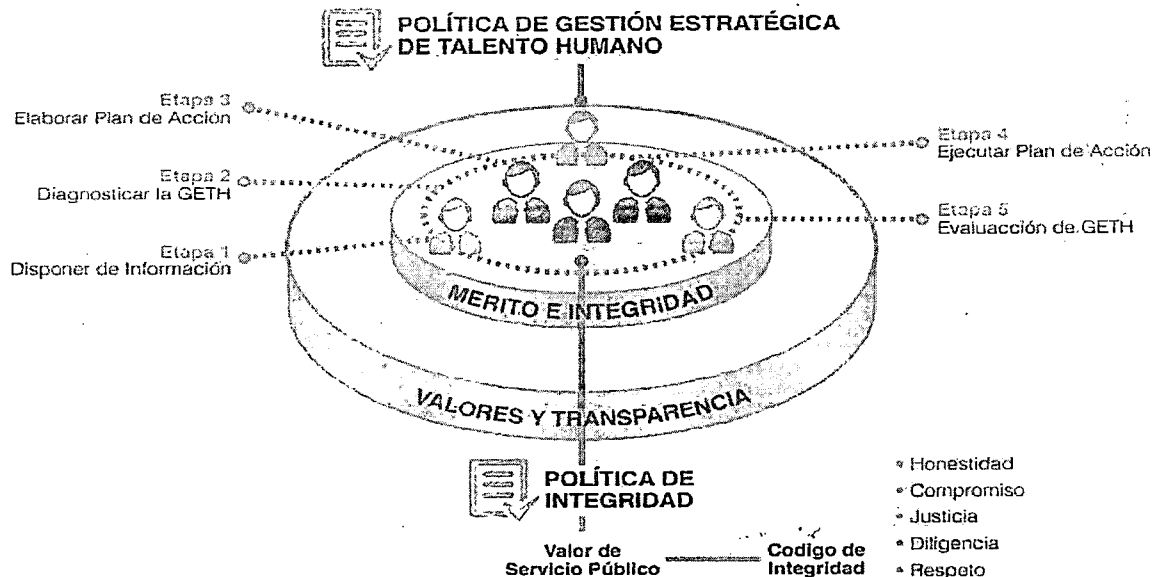 POLÍTICA DE GESTIÓN ESTRATÉGICA
DE TALENTO HUMANO
Etapa 3
Elaborar Plan de Acción
Etapa 4
Ejecutar Plan de Acción
Etapa 2
Diagnosticar la GETH
Etapa 5
Evaluacción de GETH
Etapa 1
Disponer de Información
MERITO E INTEGRIDAD
VALORES Y TRANSPARENCIA
POLÍTICA DE
INTEGRIDAD
Valor de
Servicio Público
Codigo de
Integridad
• Honestidad
• Compromiso
• Justicia
• Diligencia
• Respeto